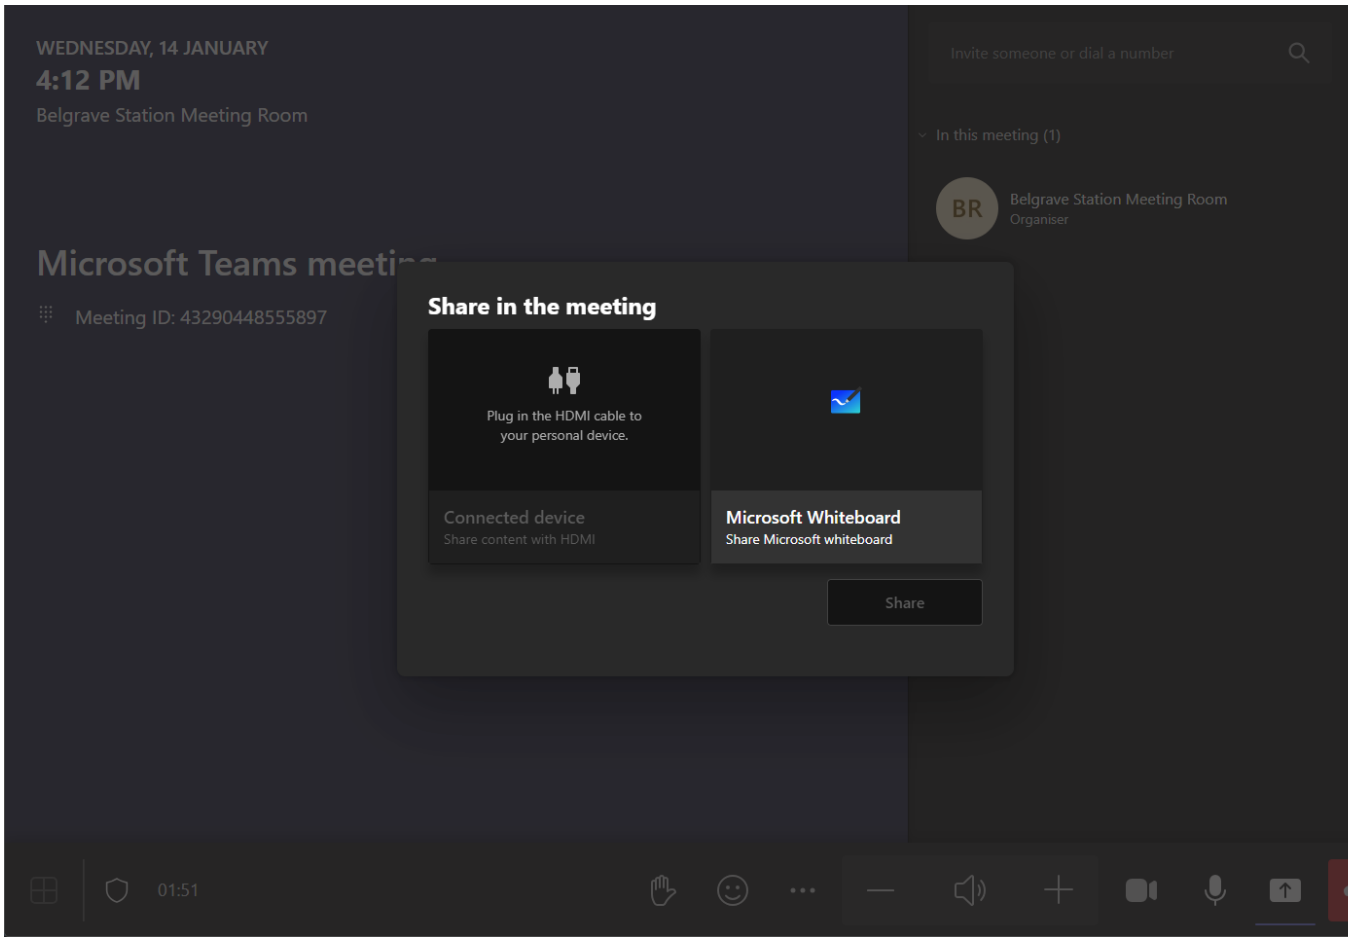 WEDNESDAY, 14 JANUARY
4:12 PM
Belgrave Station Meeting Room
Microsoft Teams meeting
Meeting ID: 43290448555897
Invite someone or dial a number
In this meeting (1)
BR
Belgrave Station Meeting Room
Organiser
Share in the meeting
Plug in the HDMI cable to
your personal device.
Connected device
Share content with HDMI
Microsoft Whiteboard
Share Microsoft whiteboard
Share
01:51